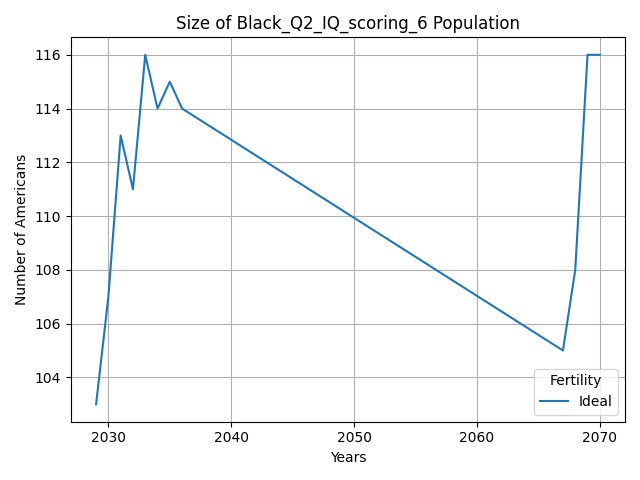 Size of Black_Q2_IQ_scoring_6 Population
Number of Americans
116
114
112
110
108
106
104
Fertility
Ideal
2030 2040 2050 2060 2070
Years